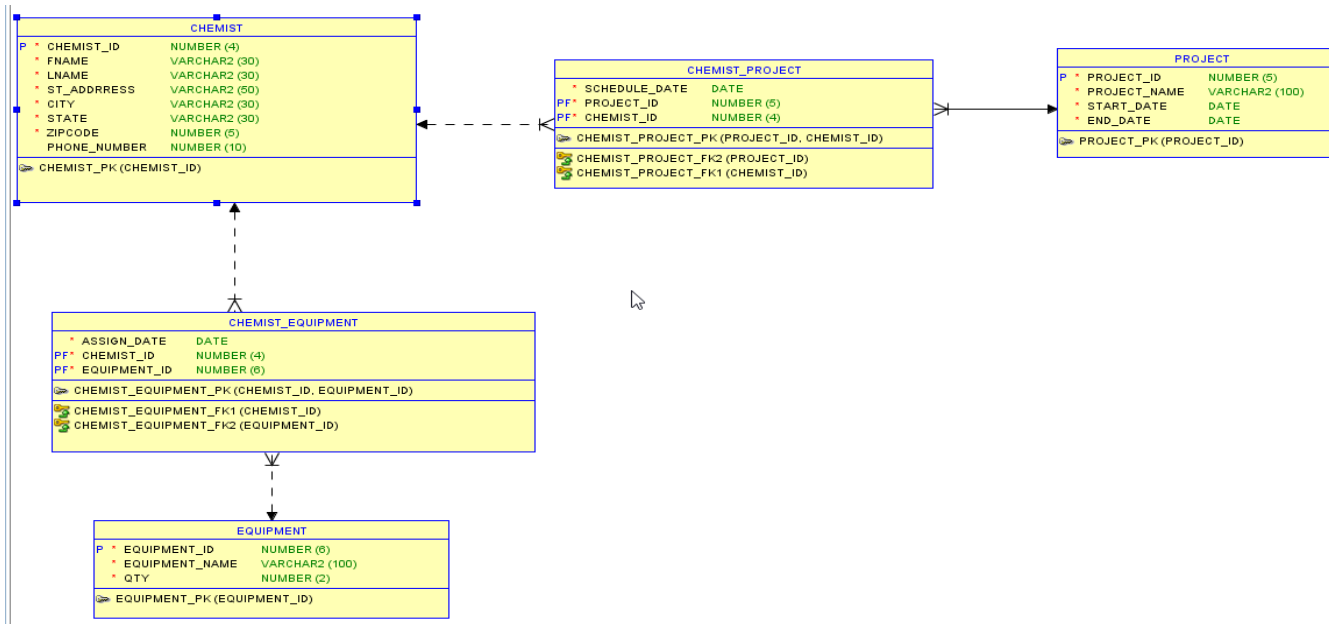 CHEMIST
P * CHEMIST_ID NUMBER (4)
* FNAME VARCHAR2 (30)
* LNAME VARCHAR2 (30)
* ST_ADDRRESS VARCHAR2 (50)
* CITY VARCHAR2 (30)
* STATE VARCHAR2 (30)
* ZIPCODE NUMBER (5)
PHONE_NUMBER NUMBER (10)
CHEMIST_PK (CHEMIST_ID)
CHEMIST_PROJECT
* SCHEDULE_DATE DATE
PF* PROJECT_ID NUMBER (5)
PF* CHEMIST_ID NUMBER (4)
CHEMIST_PROJECT_PK (PROJECT_ID, CHEMIST_ID)
CHEMIST_PROJECT_FK2 (PROJECT_ID)
CHEMIST_PROJECT_FK1 (CHEMIST_ID)
PROJECT
P * PROJECT_ID NUMBER (5)
* PROJECT_NAME VARCHAR2 (100)
* START_DATE DATE
* END_DATE DATE
PROJECT_PK (PROJECT_ID)
CHEMIST_EQUIPMENT
* ASSIGN_DATE DATE
PF* CHEMIST_ID NUMBER (4)
PF* EQUIPMENT_ID NUMBER (6)
CHEMIST_EQUIPMENT_PK (CHEMIST_ID, EQUIPMENT_ID)
CHEMIST_EQUIPMENT_FK1 (CHEMIST_ID)
CHEMIST_EQUIPMENT_FK2 (EQUIPMENT_ID)
EQUIPMENT
P * EQUIPMENT_ID NUMBER (6)
* EQUIPMENT_NAME VARCHAR2 (100)
* QTY NUMBER (2)
EQUIPMENT_PK (EQUIPMENT_ID)